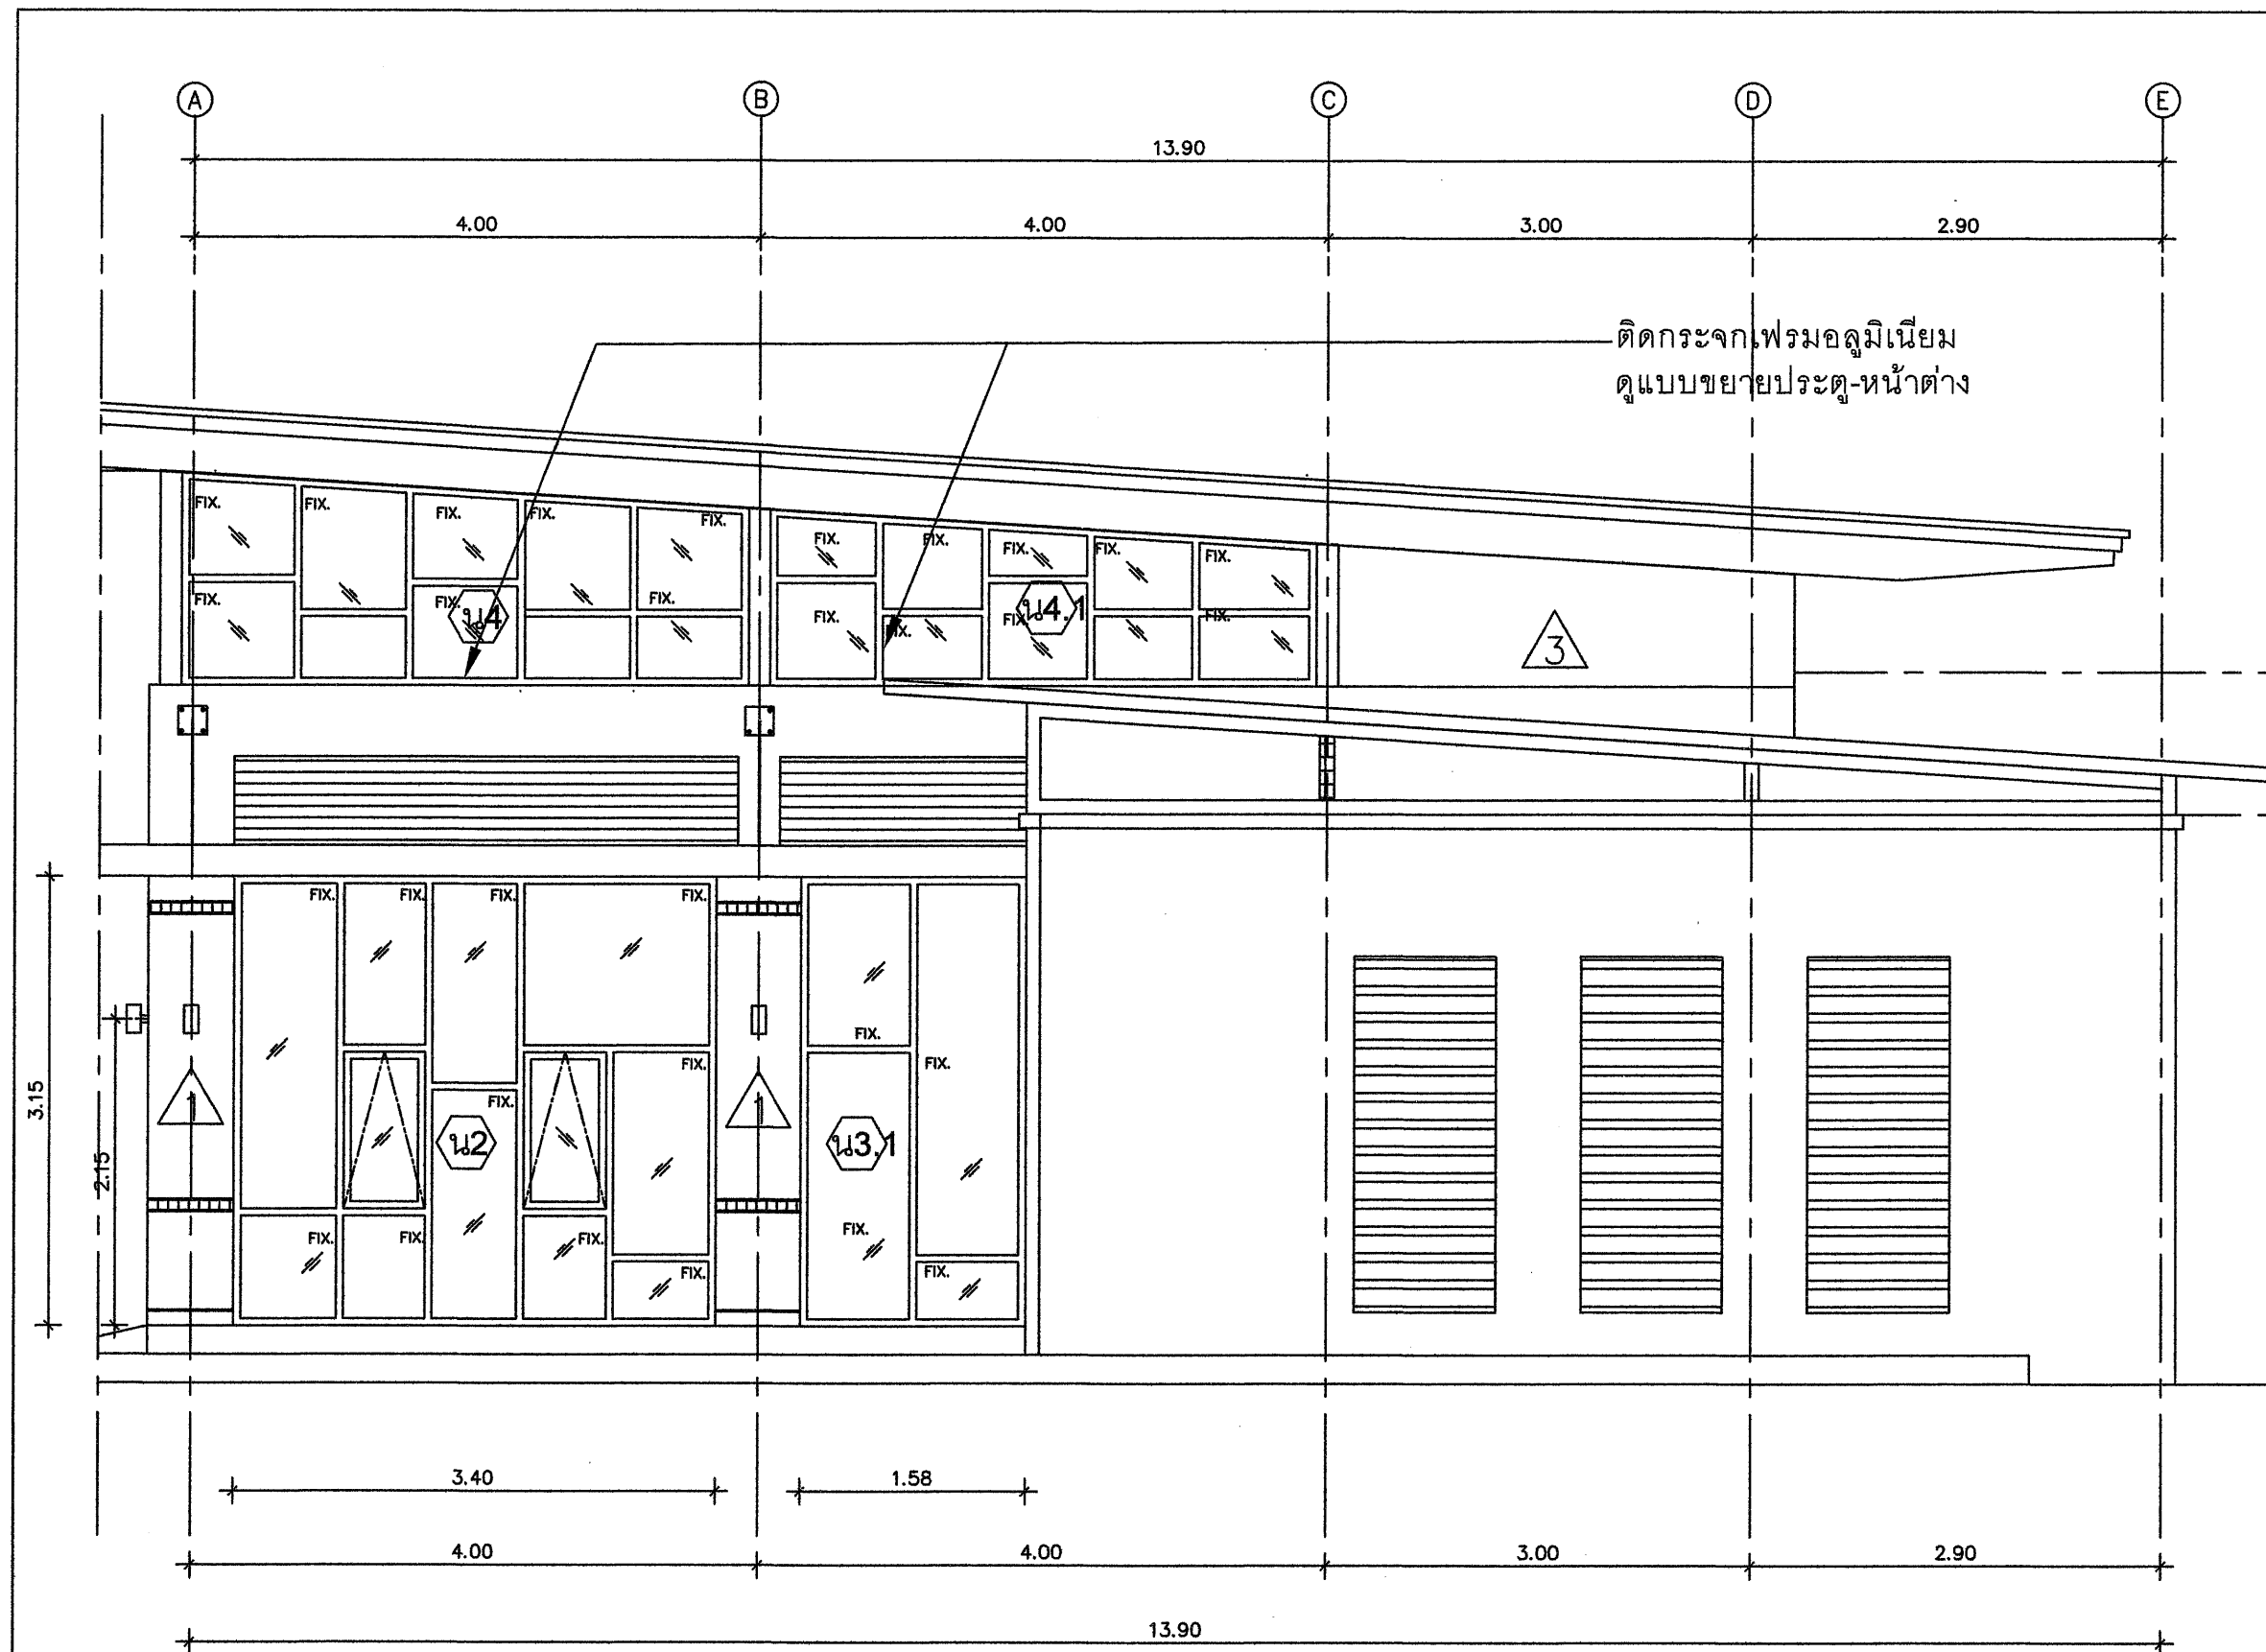 A B C D E
13.90
4.00 4.00 3.00 2.90
ติดกระจกเฟรมอลูมิเนียม
ดูแบบขยายประตู-หน้าต่าง
FIX. FIX. FIX. FIX. FIX. FIX. FIX. FIX. FIX. FIX.
FIX. FIX. น4 FIX. FIX. FIX. FIX. น4.1 FIX.
3
FIX. FIX. FIX. FIX.
FIX.
FIX. FIX.
3.15 1 FIX. น2 1 น3.1
2.15
FIX. FIX. FIX. FIX.
FIX. FIX.
3.40 1.58
4.00 4.00 3.00 2.90
13.90